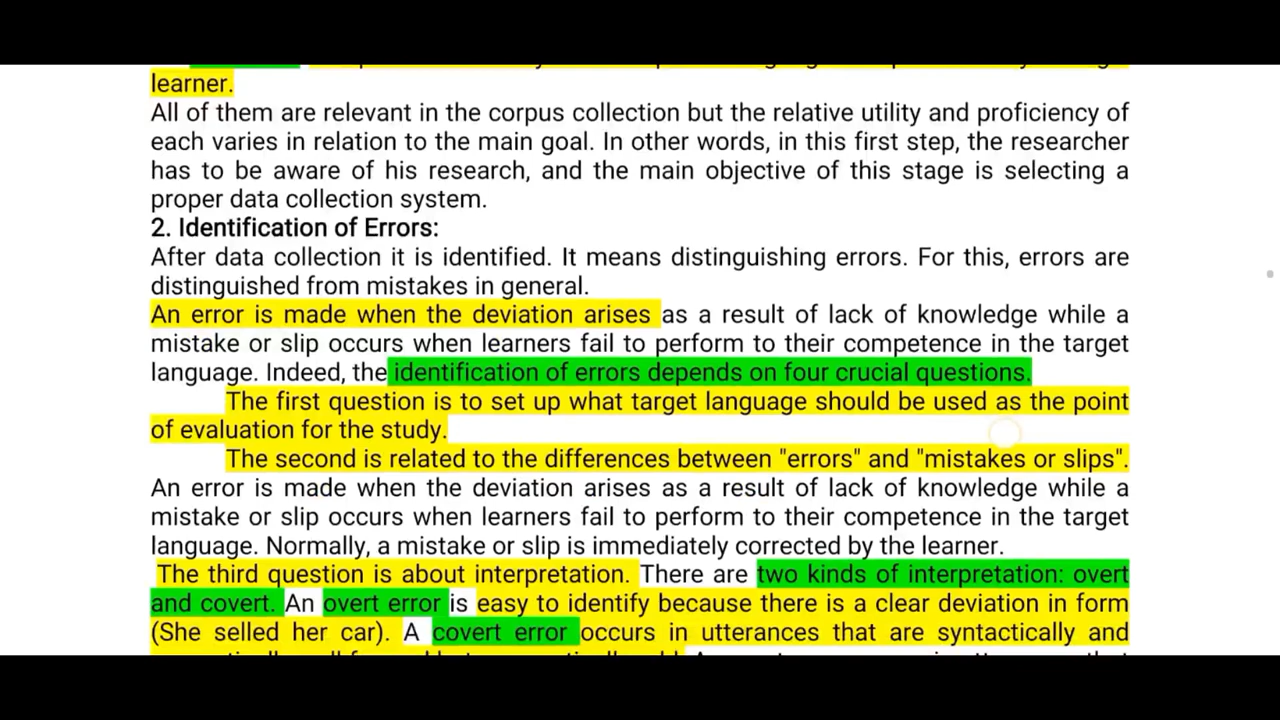 learner.
All of them are relevant in the corpus collection but the relative utility and proficiency of
each varies in relation to the main goal. In other words, in this first step, the researcher
has to be aware of his research, and the main objective of this stage is selecting a
proper data collection system.
2. Identification of Errors:
After data collection it is identified. It means distinguishing errors. For this, errors are
distinguished from mistakes in general.
An error is made when the deviation arises as a result of lack of knowledge while a
mistake or slip occurs when learners fail to perform to their competence in the target
language. Indeed, the identification of errors depends on four crucial questions.
The first question is to set up what target language should be used as the point
of evaluation for the study.
The second is related to the differences between "errors" and "mistakes or slips".
An error is made when the deviation arises as a result of lack of knowledge while a
mistake or slip occurs when learners fail to perform to their competence in the target
language. Normally, a mistake or slip is immediately corrected by the learner.
The third question is about interpretation. There are two kinds of interpretation: overt
and covert. An overt error is easy to identify because there is a clear deviation in form
(She selled her car). A covert error occurs in utterances that are syntactically and